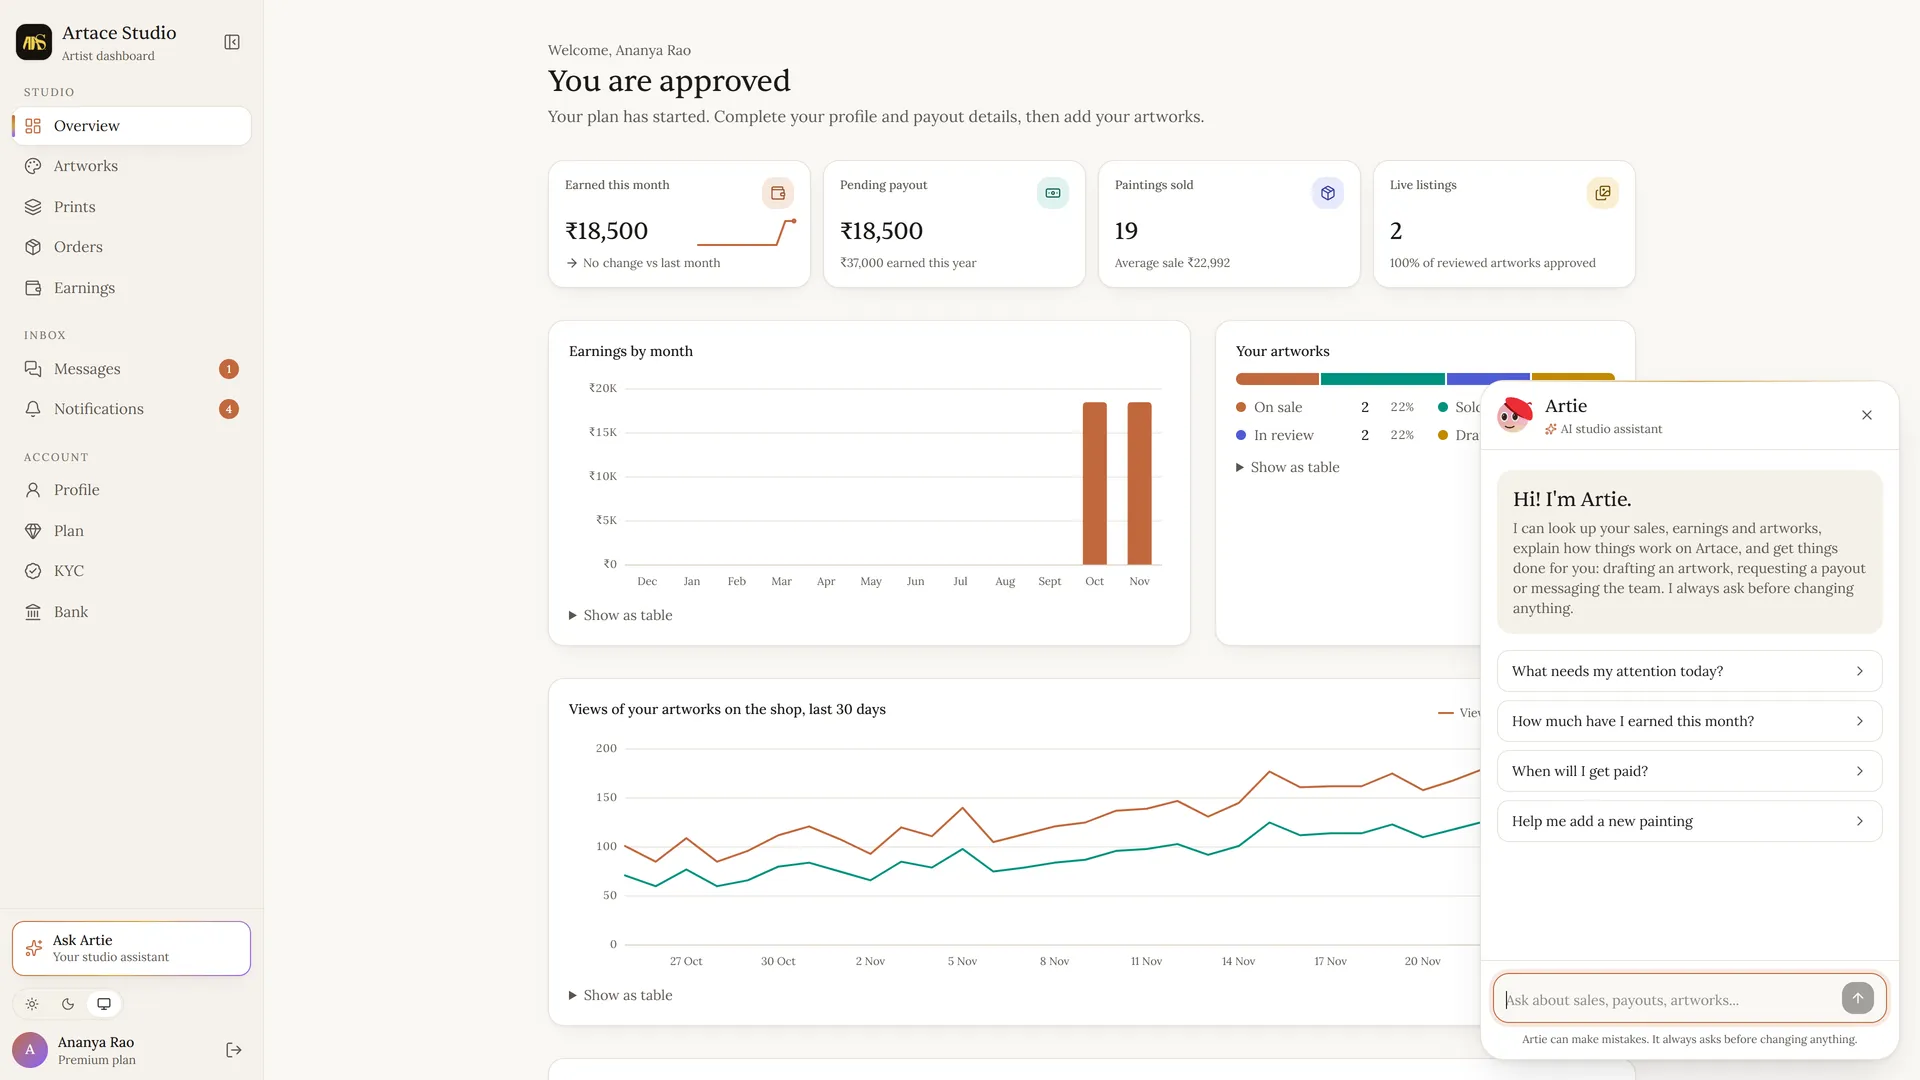 Artace Studio
Artist dashboard
STUDIO
Overview
Artworks
Prints
Orders
Earnings
INBOX
Messages 1
Notifications 4
ACCOUNT
Profile
Plan
KYC
Bank
Ask Artie
Your studio assistant
A
Ananya Rao
Premium plan
Welcome, Ananya Rao
You are approved
Your plan has started. Complete your profile and payout details, then add your artworks.
Earned this month
₹18,500
No change vs last month
Pending payout
₹18,500
₹37,000 earned this year
Paintings sold
19
Average sale ₹22,992
Live listings
2
100% of reviewed artworks approved
Earnings by month
₹20K
₹15K
₹10K
₹5K
₹0
Dec Jan Feb Mar Apr May Jun Jul Aug Sept Oct Nov
Show as table
Your artworks
On sale 2 22%
In review 2 22%
Show as table
Views of your artworks on the shop, last 30 days
200
150
100
50
0
27 Oct 30 Oct 2 Nov 5 Nov 8 Nov 11 Nov 14 Nov 17 Nov 20 Nov
Show as table
Artie
AI studio assistant
Hi! I'm Artie.
I can look up your sales, earnings and artworks,
explain how things work on Artace, and get things
done for you: drafting an artwork, requesting a payout
or messaging the team. I always ask before changing
anything.
What needs my attention today?
How much have I earned this month?
When will I get paid?
Help me add a new painting
Ask about sales, payouts, artworks...
Artie can make mistakes. It always asks before changing anything.